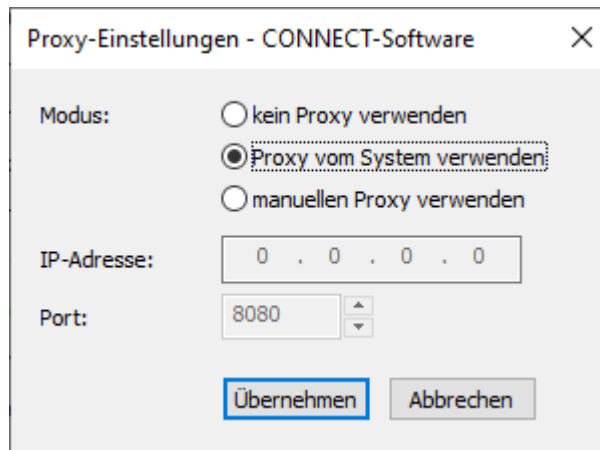 Proxy-Einstellungen - CONNECT-Software
Modus:
kein Proxy verwenden
Proxy vom System verwenden
manuellen Proxy verwenden
IP-Adresse: 0 . 0 . 0 . 0
Port: 8080
Übernehmen Abbrechen